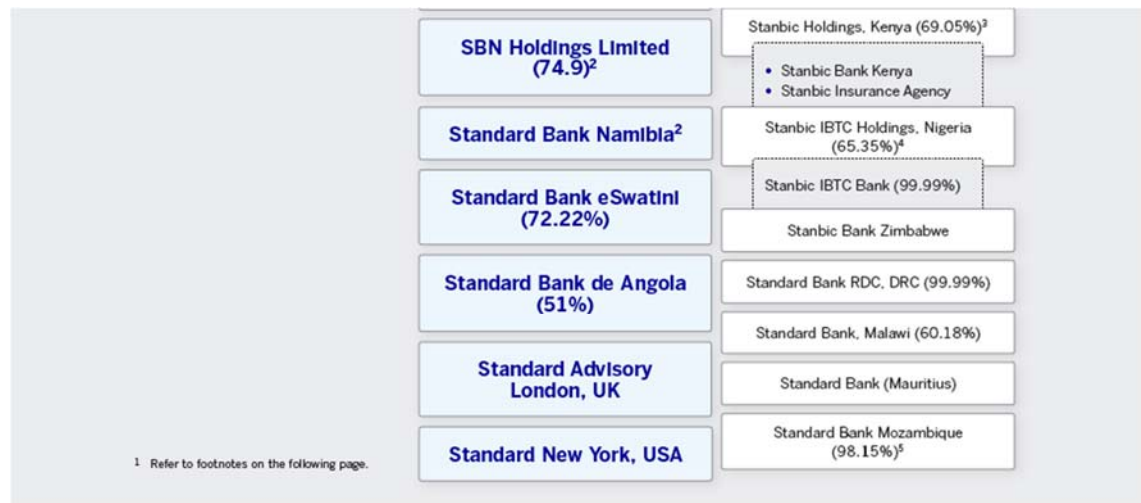 SBN Holdings Limited
(74.9)²
Standard Bank Namibia²
Standard Bank eSwatini
(72.22%)
Standard Bank de Angola
(51%)
Standard Advisory
London, UK
Standard New York, USA
Stanbic Holdings, Kenya (69.05%)³
• Stanbic Bank Kenya
• Stanbic Insurance Agency
Stanbic IBTC Holdings, Nigeria
(65.35%)⁴
Stanbic IBTC Bank (99.99%)
Stanbic Bank Zimbabwe
Standard Bank RDC, DRC (99.99%)
Standard Bank, Malawi (60.18%)
Standard Bank (Mauritius)
Standard Bank Mozambique
(98.15%)⁵
¹ Refer to footnotes on the following page.